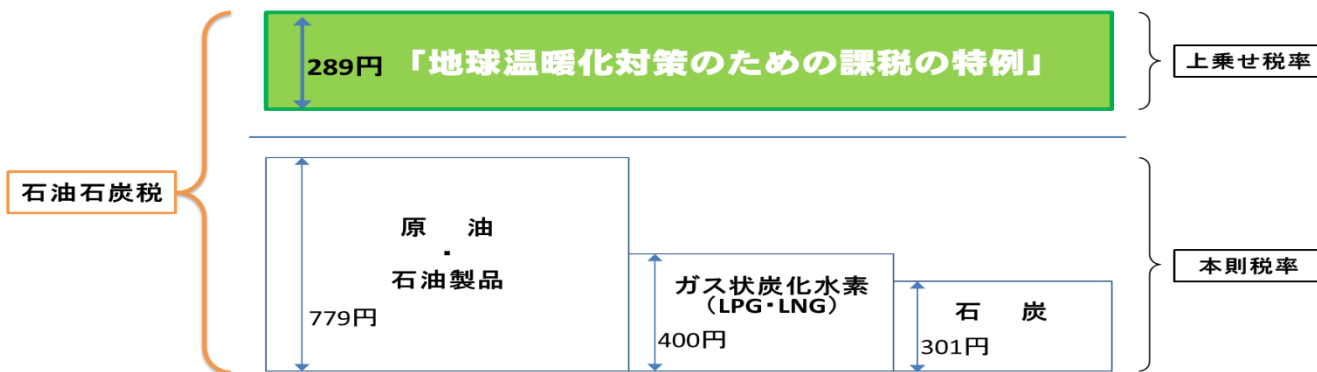 289円 「地球温暖化対策のための課税の特例」
上乗せ税率
石油石炭税
原 油
・
石油製品
779円
ガス状炭化水素
(LPG・LNG)
400円
石 炭
301円
本則税率